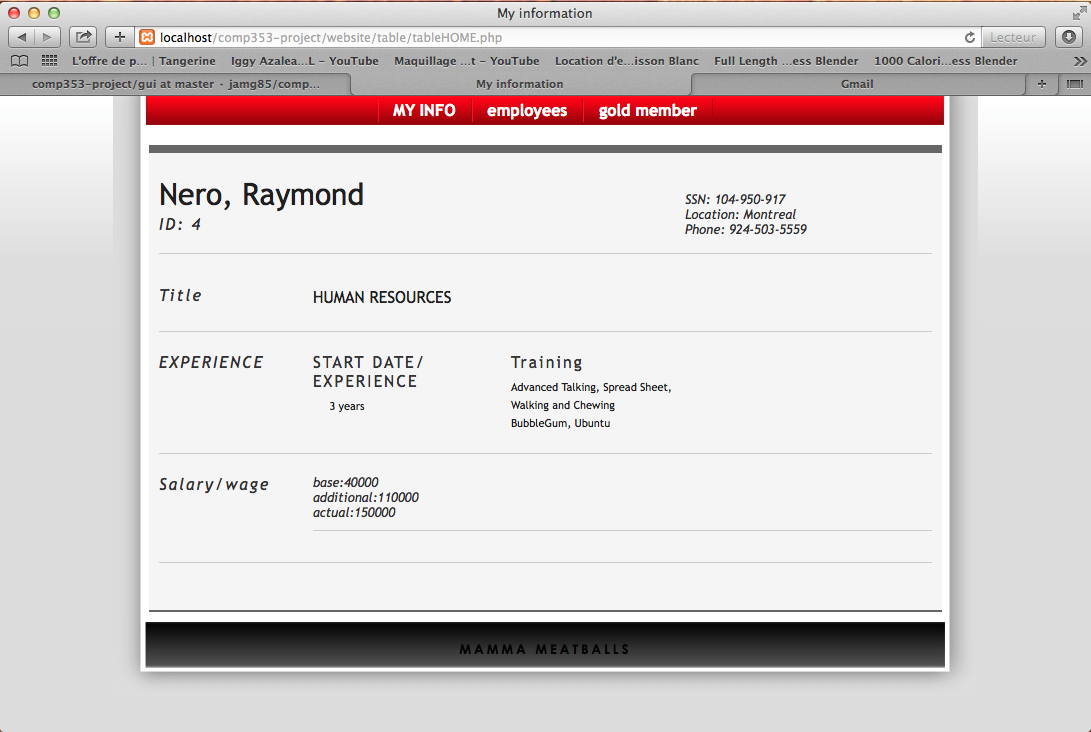 My information
localhost/comp353-project/website/table/tableHOME.php
Lecteur
L'offre de p... | Tangerine
Iggy Azalea...L – YouTube
Maquillage ...t – YouTube
Location d'e...isson Blanc
Full Length ...ess Blender
1000 Calori...ess Blender
comp353-project/gui at master · jamg85/comp...
My information
Gmail
MY INFO
employees
gold member
Nero, Raymond
ID: 4
SSN: 104-950-917
Location: Montreal
Phone: 924-503-5559
Title
HUMAN RESOURCES
EXPERIENCE
START DATE/
EXPERIENCE
3 years
Training
Advanced Talking, Spread Sheet,
Walking and Chewing
BubbleGum, Ubuntu
Salary/wage
base:40000
additional:110000
actual:150000
MAMMA MEATBALLS